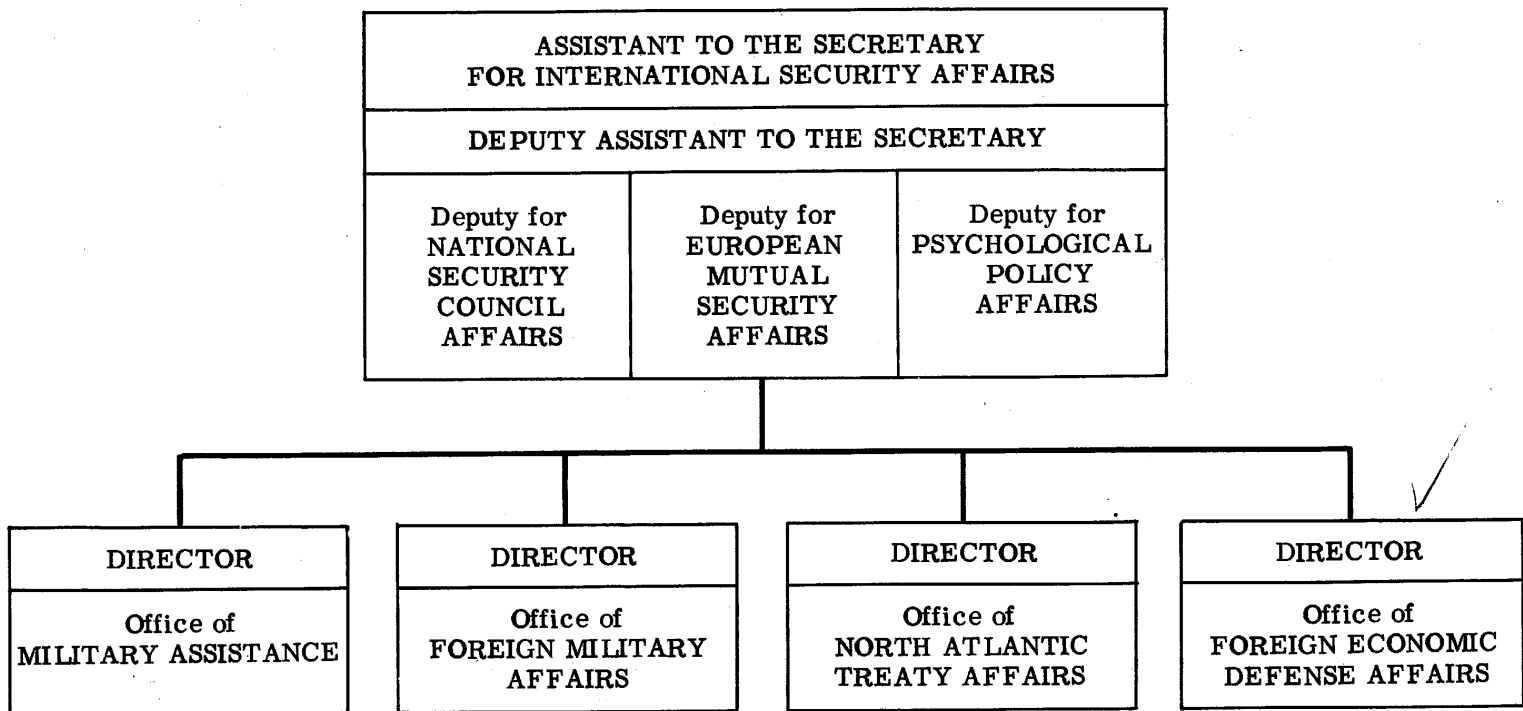 ASSISTANT TO THE SECRETARY
FOR INTERNATIONAL SECURITY AFFAIRS
DEPUTY ASSISTANT TO THE SECRETARY
Deputy for
NATIONAL
SECURITY
COUNCIL
AFFAIRS
Deputy for
EUROPEAN
MUTUAL
SECURITY
AFFAIRS
Deputy for
PSYCHOLOGICAL
POLICY
AFFAIRS
DIRECTOR
Office of
MILITARY ASSISTANCE
DIRECTOR
Office of
FOREIGN MILITARY
AFFAIRS
DIRECTOR
Office of
NORTH ATLANTIC
TREATY AFFAIRS
DIRECTOR
Office of
FOREIGN ECONOMIC
DEFENSE AFFAIRS